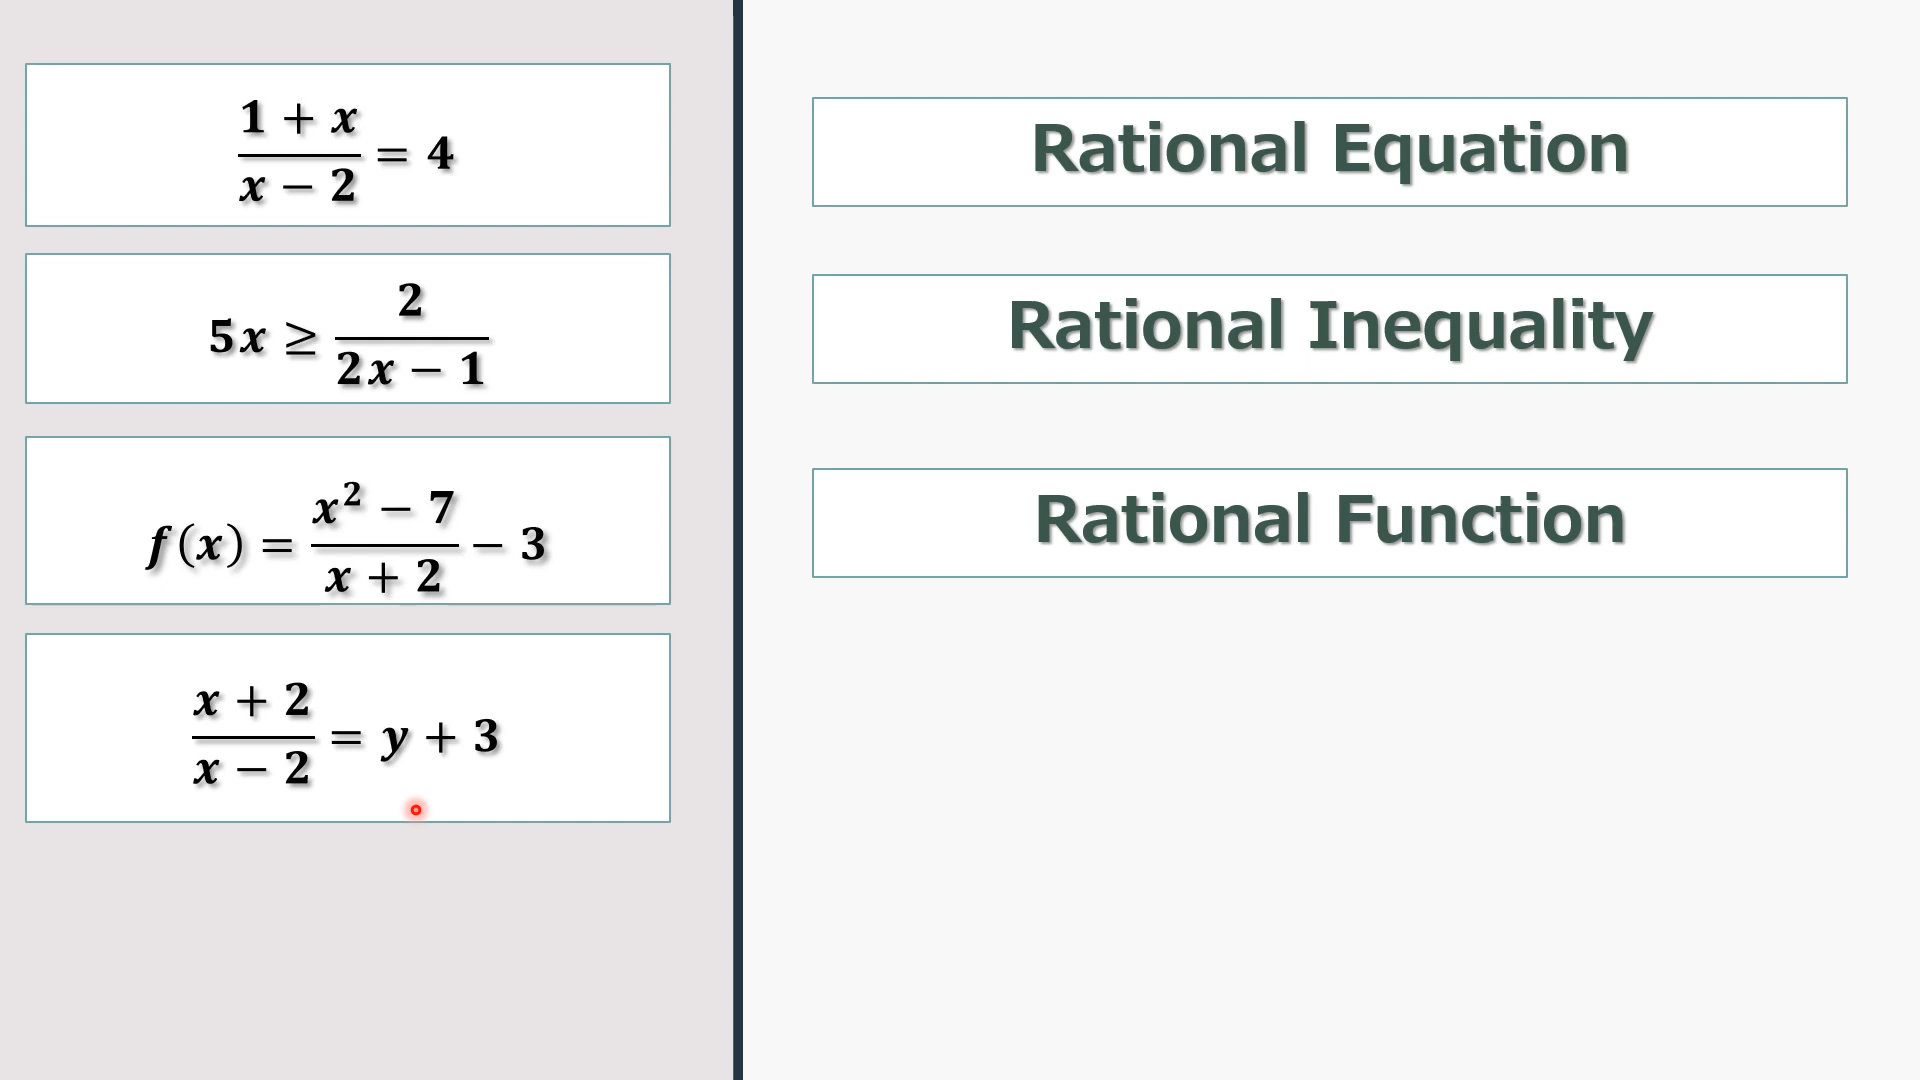 (1 + x)/(x − 2) = 4
5x ≥ 2/(2x − 1)
f(x) = (x² − 7)/(x + 2) − 3
(x + 2)/(x − 2) = y + 3
Rational Equation
Rational Inequality
Rational Function